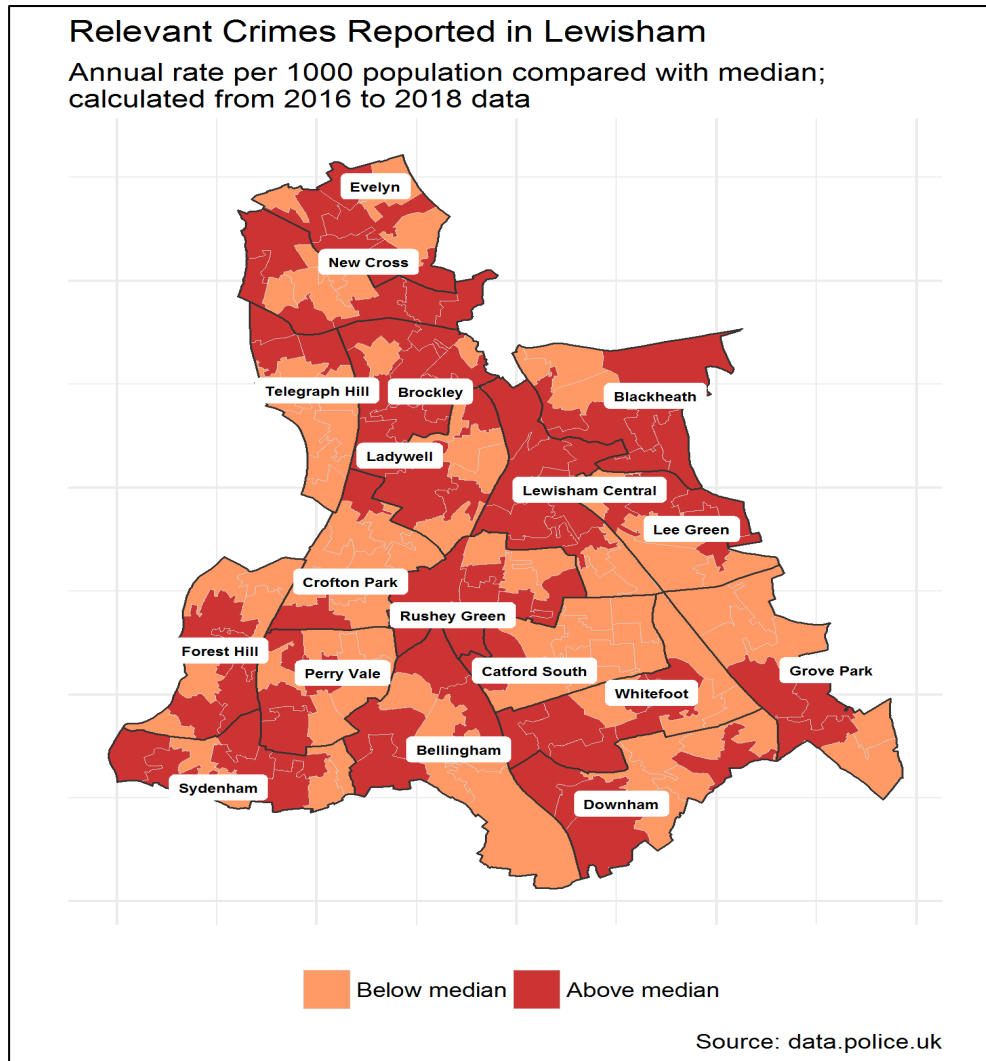 Relevant Crimes Reported in Lewisham
Annual rate per 1000 population compared with median;
calculated from 2016 to 2018 data
Evelyn
New Cross
Telegraph Hill
Brockley
Blackheath
Ladywell
Lewisham Central
Lee Green
Crofton Park
Rushey Green
Forest Hill
Perry Vale
Catford South
Grove Park
Whitefoot
Bellingham
Sydenham
Downham
Below median
Above median
Source: data.police.uk